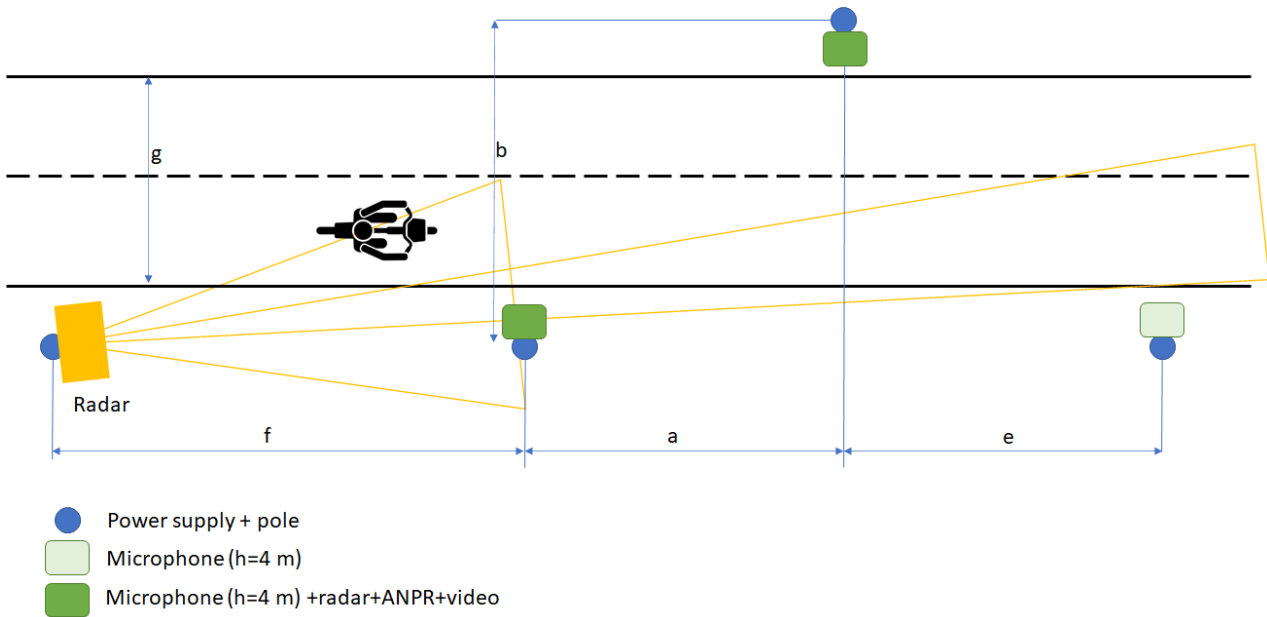 g
b
Radar
f
a
e
Power supply + pole
Microphone (h=4 m)
Microphone (h=4 m) +radar+ANPR+video